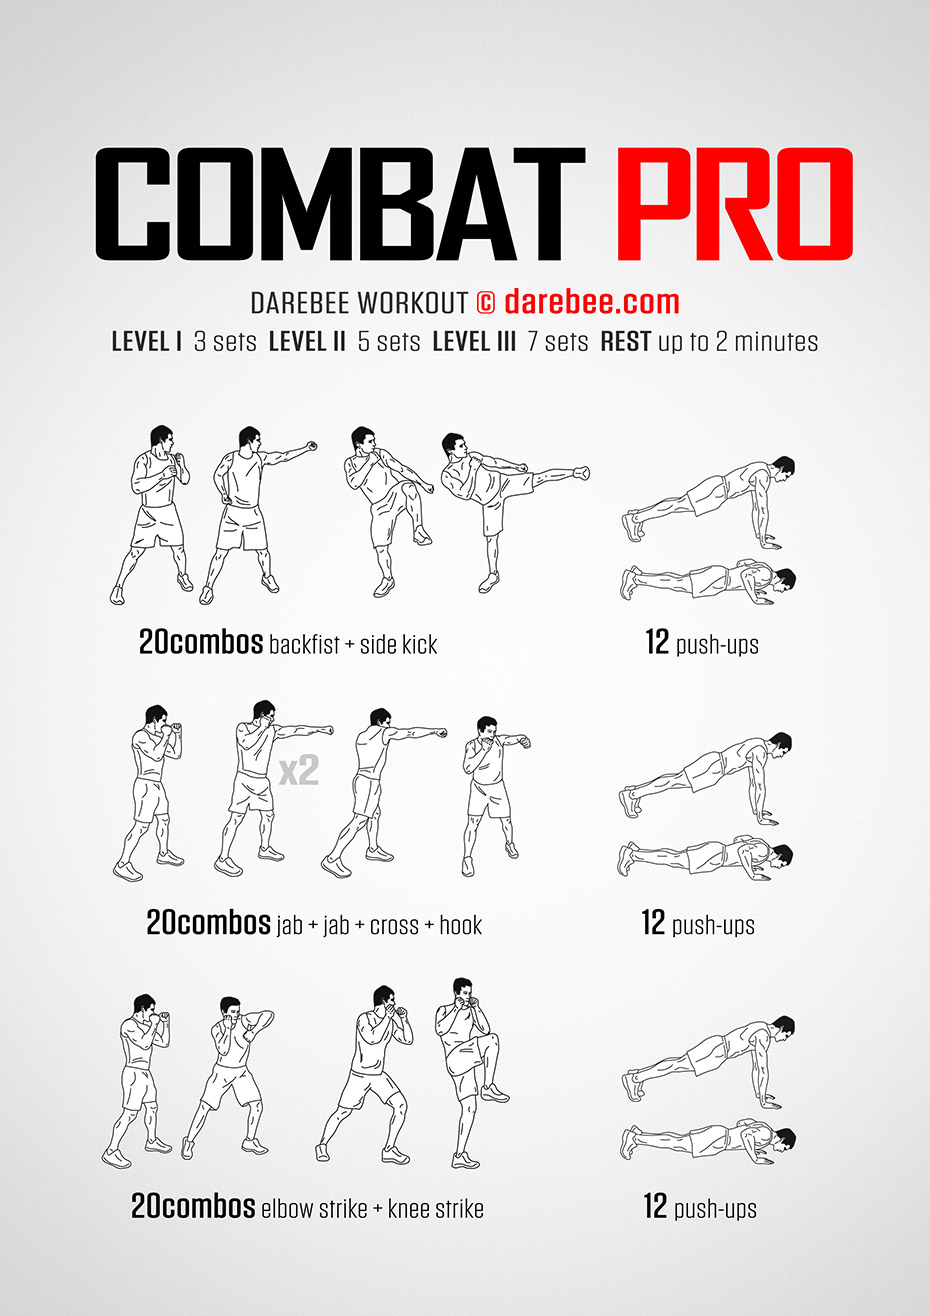 COMBAT PRO
DAREBEE WORKOUT © darebee.com
LEVEL I 3 sets LEVEL II 5 sets LEVEL III 7 sets REST up to 2 minutes
20combos backfist + side kick
12 push-ups
x2
20combos jab + jab + cross + hook
12 push-ups
20combos elbow strike + knee strike
12 push-ups